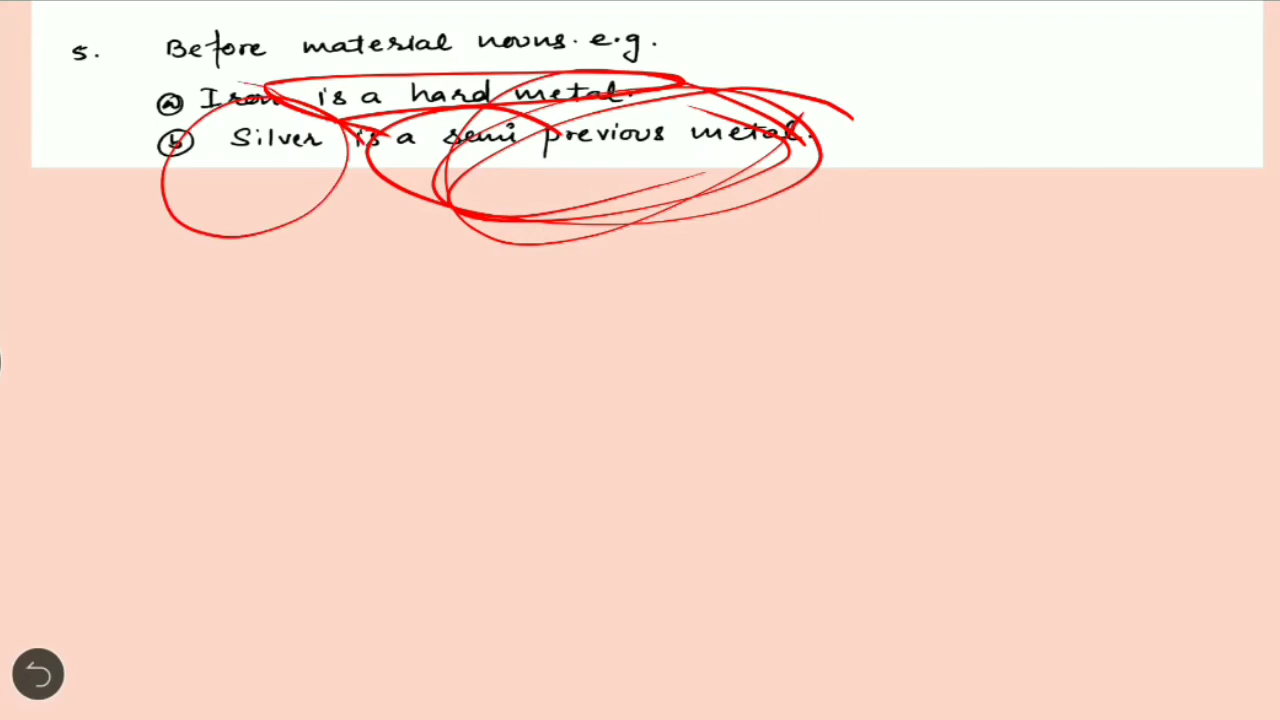 5. Before material nouns. e.g.
(a) Iron is a hard metal.
(b) Silver is a semi previous metal.